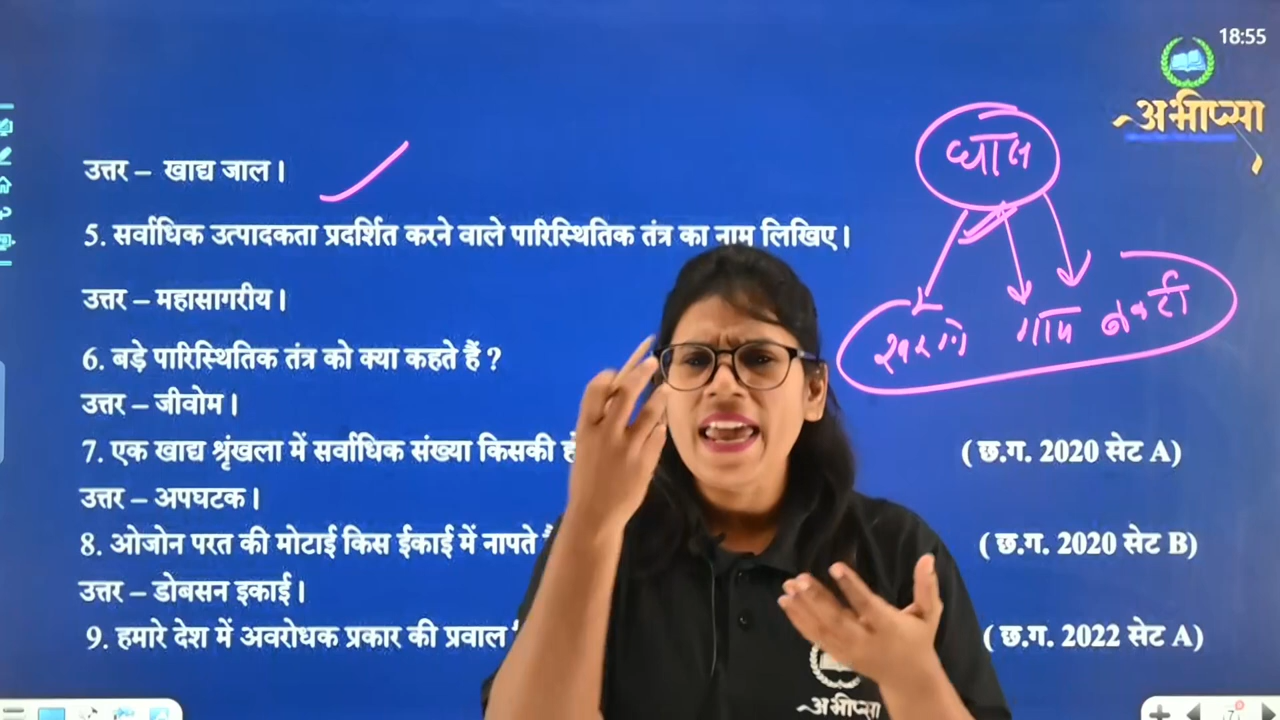 18:55
अभीप्सा
उत्तर – खाद्य जाल।
घास
5. सर्वाधिक उत्पादकता प्रदर्शित करने वाले पारिस्थितिक तंत्र का नाम लिखिए।
उत्तर – महासागरीय।
गाय बकरी
6. बड़े पारिस्थितिक तंत्र को क्या कहते हैं ?
उत्तर – जीवोम।
7. एक खाद्य श्रृंखला में सर्वाधिक संख्या किसकी ( छ.ग. 2020 सेट A)
उत्तर – अपघटक।
8. ओजोन परत की मोटाई किस ईकाई में नापते ( छ.ग. 2020 सेट B)
उत्तर – डोबसन इकाई।
9. हमारे देश में अवरोधक प्रकार की प्रवाल ( छ.ग. 2022 सेट A)
अभीप्सा
7